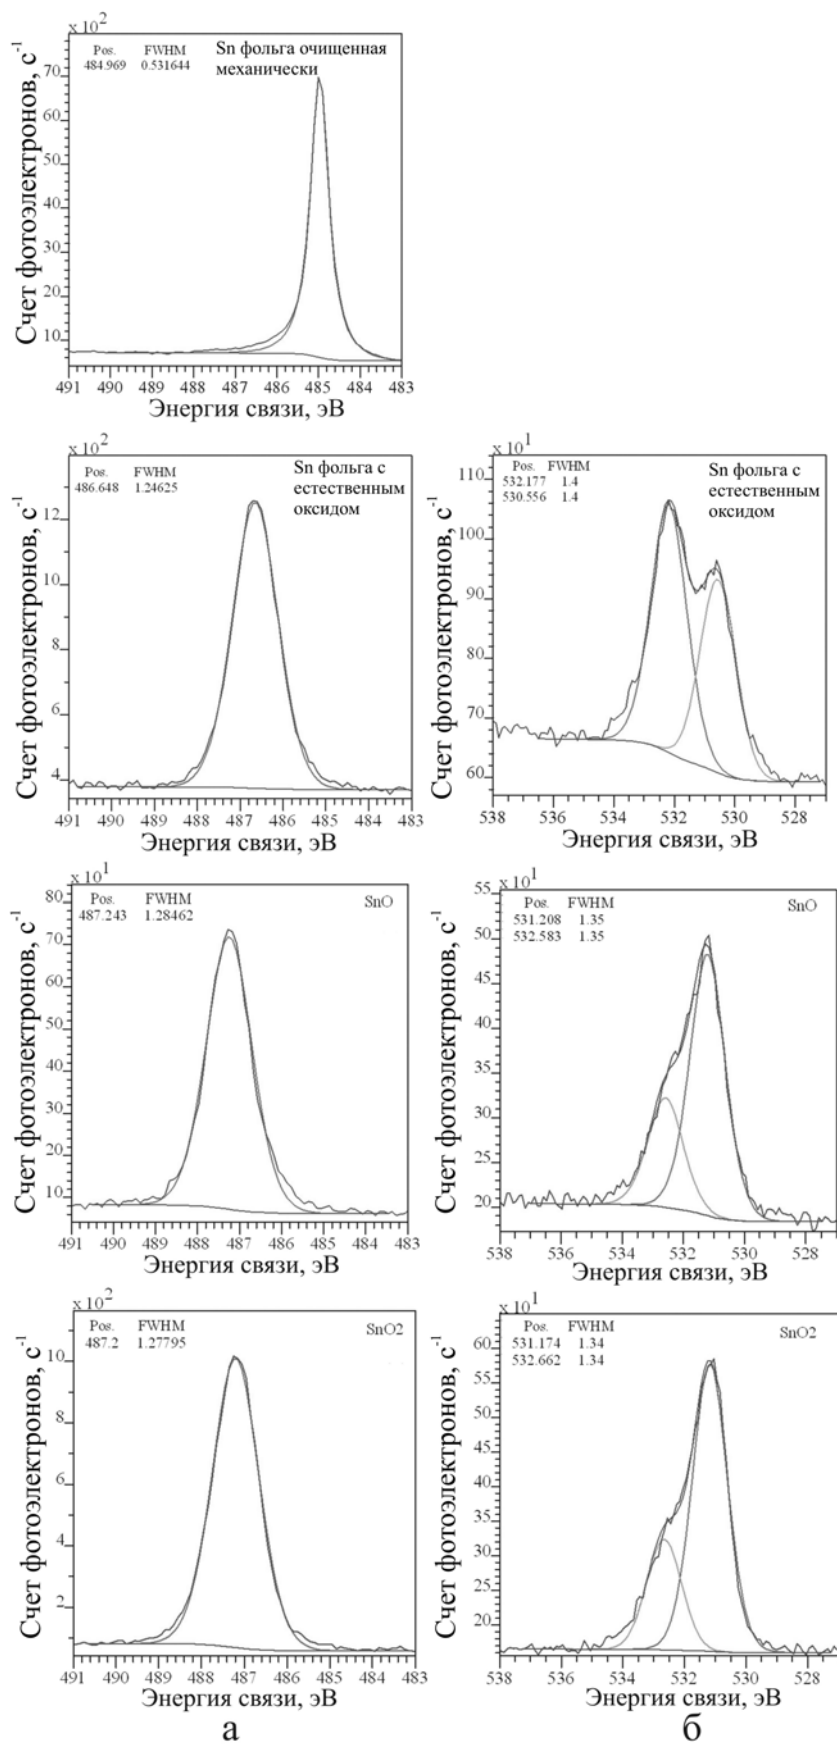 x 10²
Pos. FWHM
484.969 0.531644
Sn фольга очищенная
механически
Счет фотоэлектронов, с⁻¹
70
60
50
40
30
20
10
491 490 489 488 487 486 485 484 483
Энергия связи, эВ
x 10²
Pos. FWHM
486.648 1.24625
Sn фольга с
естественным
оксидом
Счет фотоэлектронов, с⁻¹
12
10
8
6
4
491 490 489 488 487 486 485 484 483
Энергия связи, эВ
x 10¹
Pos. FWHM
532.177 1.4
530.556 1.4
Sn фольга с
естественным
оксидом
Счет фотоэлектронов, с⁻¹
110
100
90
80
70
60
538 536 534 532 530 528
Энергия связи, эВ
x 10¹
Pos. FWHM
487.243 1.28462
SnO
Счет фотоэлектронов, с⁻¹
80
70
60
50
40
30
20
10
491 490 489 488 487 486 485 484 483
Энергия связи, эВ
x 10¹
Pos. FWHM
531.208 1.35
532.583 1.35
SnO
Счет фотоэлектронов, с⁻¹
55
50
45
40
35
30
25
20
538 536 534 532 530 528
Энергия связи, эВ
x 10²
Pos. FWHM
487.2 1.27795
SnO2
Счет фотоэлектронов, с⁻¹
10
8
6
4
2
491 490 489 488 487 486 485 484 483
Энергия связи, эВ
а
x 10¹
Pos. FWHM
531.174 1.34
532.662 1.34
SnO2
Счет фотоэлектронов, с⁻¹
60
55
50
45
40
35
30
25
20
538 536 534 532 530 528
Энергия связи, эВ
б